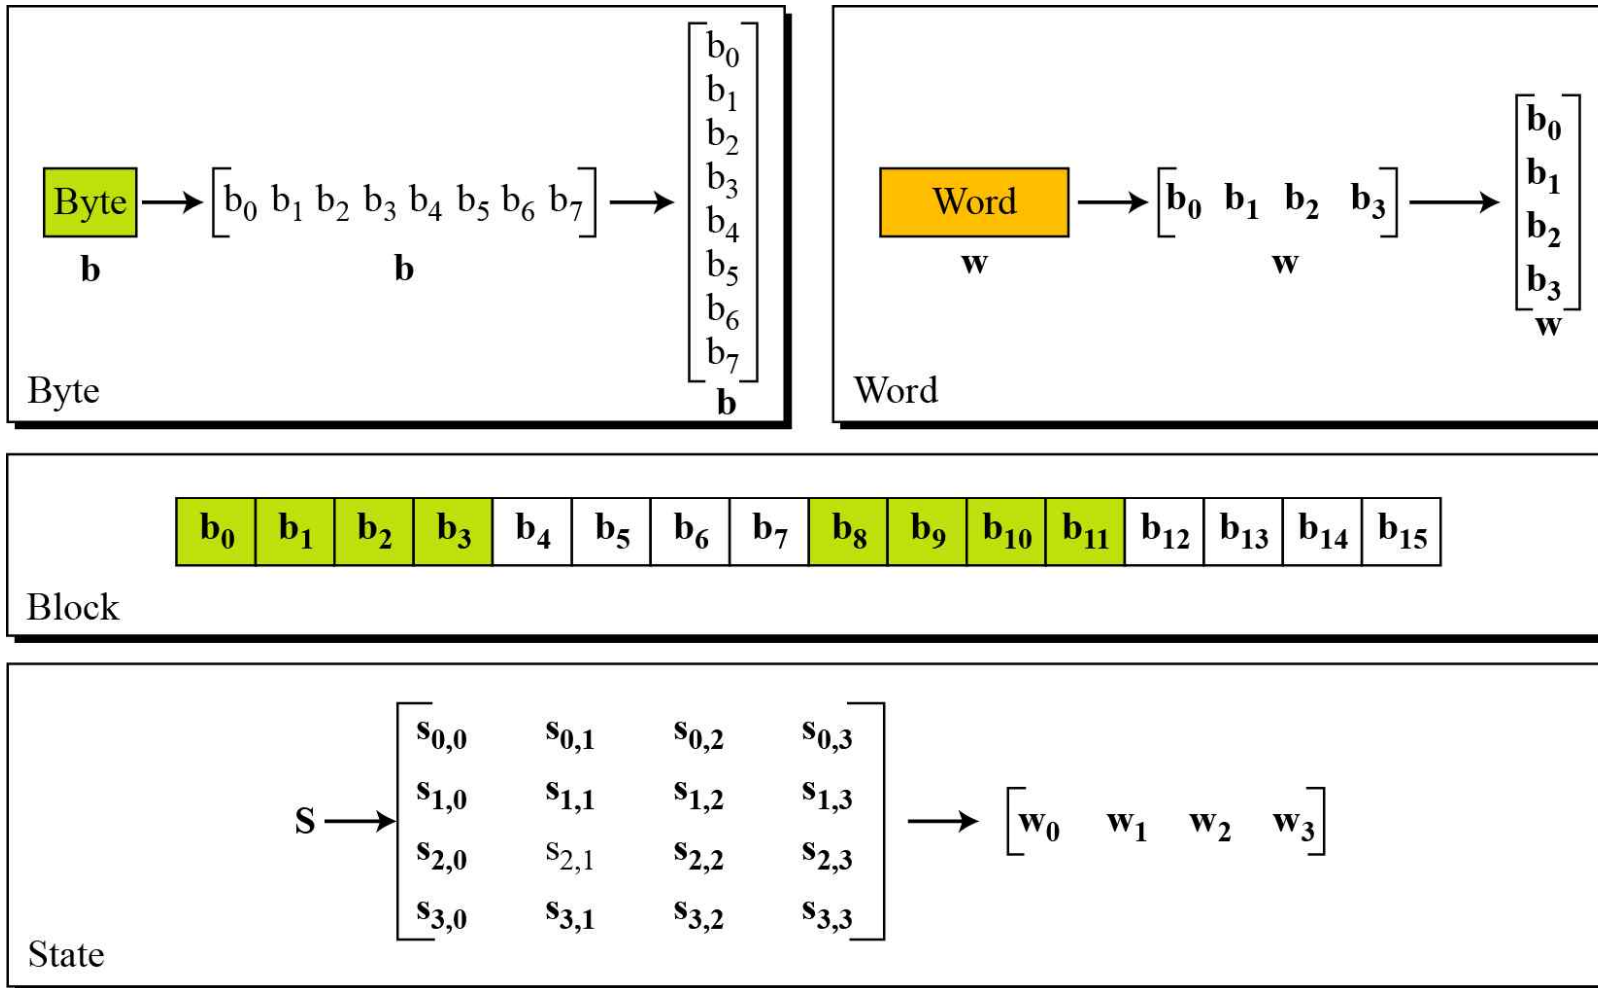 Byte b₀ b₁ b₂ b₃ b₄ b₅ b₆ b₇
b b
b₀
b₁
b₂
b₃
b₄
b₅
b₆
b₇
b
Byte
Word b₀ b₁ b₂ b₃
w w
b₀
b₁
b₂
b₃
w
Word
b₀ b₁ b₂ b₃ b₄ b₅ b₆ b₇ b₈ b₉ b₁₀ b₁₁ b₁₂ b₁₃ b₁₄ b₁₅
Block
s₀,₀ s₀,₁ s₀,₂ s₀,₃
s₁,₀ s₁,₁ s₁,₂ s₁,₃
S w₀ w₁ w₂ w₃
s₂,₀ s₂,₁ s₂,₂ s₂,₃
s₃,₀ s₃,₁ s₃,₂ s₃,₃
State